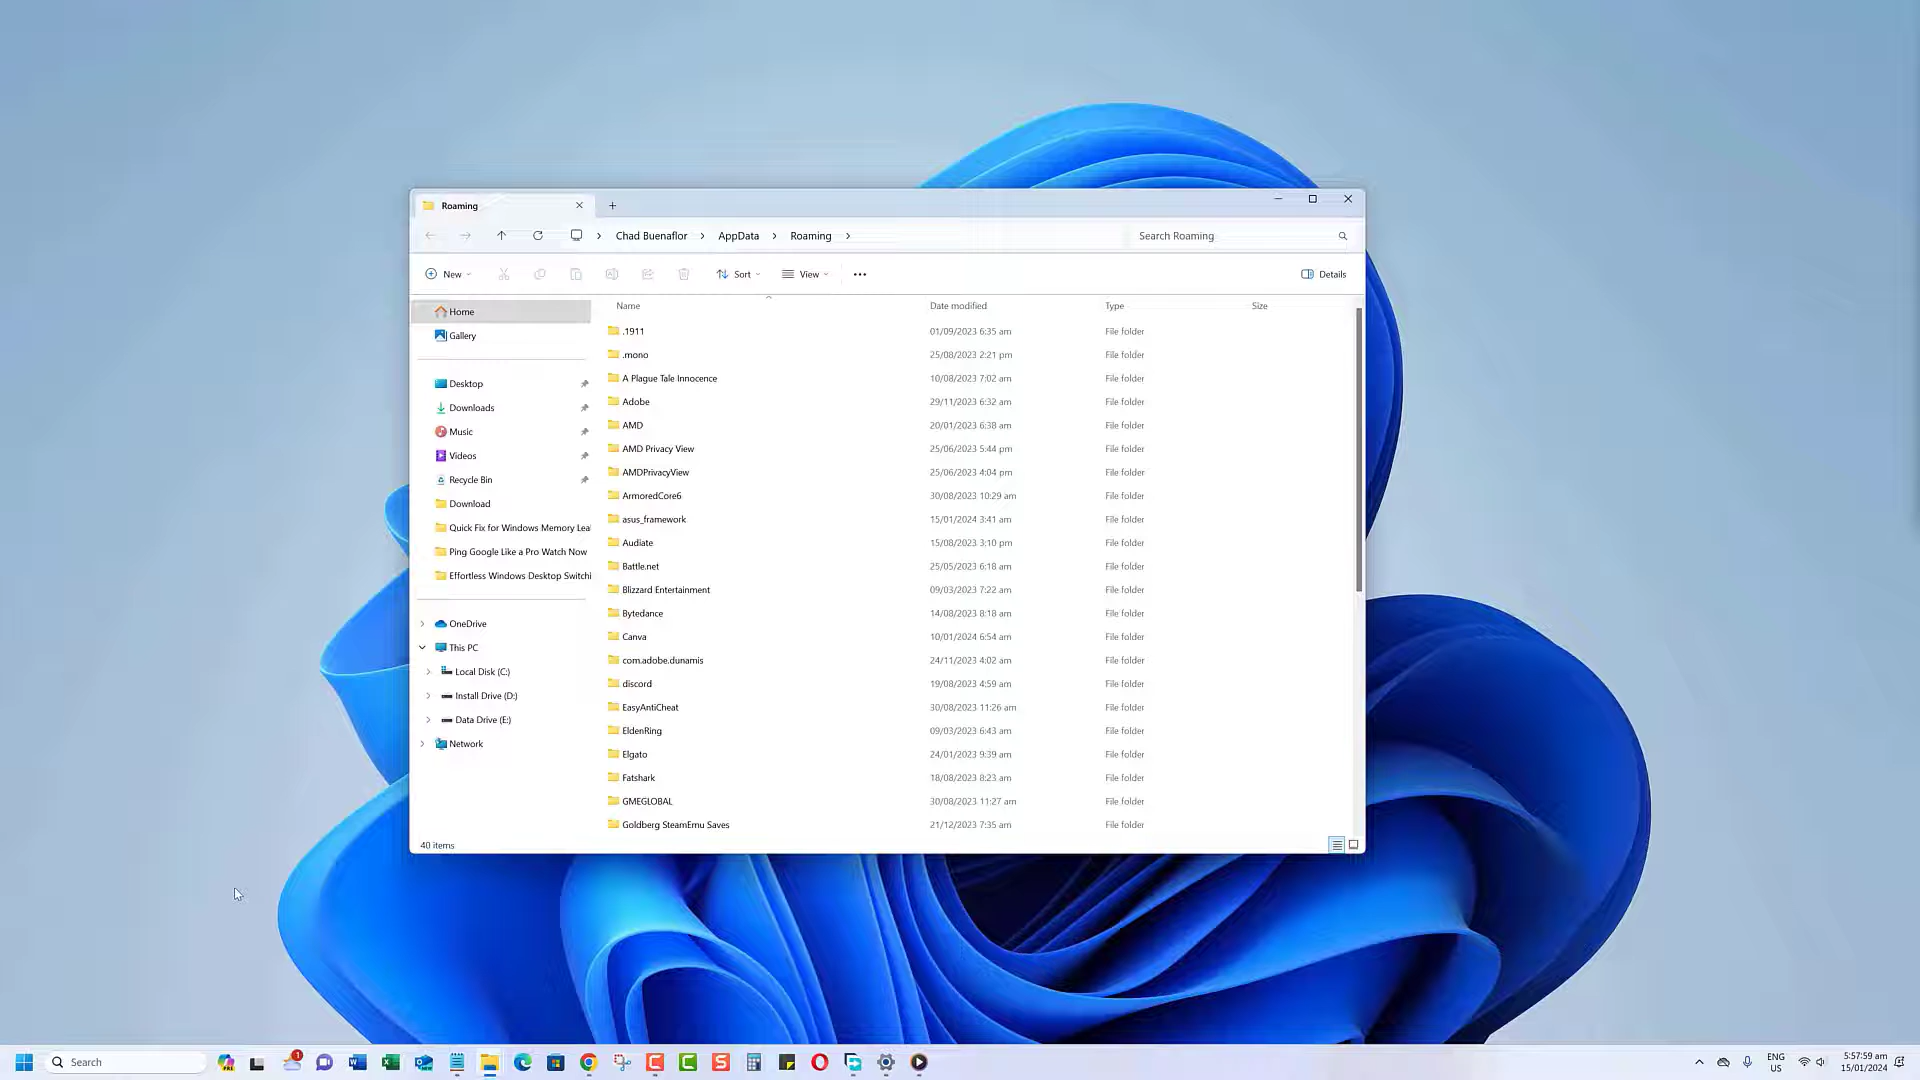 Roaming
Chad Buenaflor AppData Roaming Search Roaming
New Sort View Details
Name Date modified Type Size
Home
Gallery
Desktop
Downloads
Music
Videos
Recycle Bin
Download
Quick Fix for Windows Memory Lea
Ping Google Like a Pro Watch Now
Effortless Windows Desktop Switchi
OneDrive
This PC
Local Disk (C:)
Install Drive (D:)
Data Drive (E:)
Network
.1911 01/09/2023 6:35 am File folder
.mono 25/08/2023 2:21 pm File folder
A Plague Tale Innocence 10/08/2023 7:02 am File folder
Adobe 29/11/2023 6:32 am File folder
AMD 20/01/2023 6:38 am File folder
AMD Privacy View 25/06/2023 5:44 pm File folder
AMDPrivacyView 25/06/2023 4:04 pm File folder
ArmoredCore6 30/08/2023 10:29 am File folder
asus_framework 15/01/2024 3:41 am File folder
Audiate 15/08/2023 3:10 pm File folder
Battle.net 25/05/2023 6:18 am File folder
Blizzard Entertainment 09/03/2023 7:22 am File folder
Bytedance 14/08/2023 8:18 am File folder
Canva 10/01/2024 6:54 am File folder
com.adobe.dunamis 24/11/2023 4:02 am File folder
discord 19/08/2023 4:59 am File folder
EasyAntiCheat 30/08/2023 11:26 am File folder
EldenRing 09/03/2023 6:43 am File folder
Elgato 24/01/2023 9:39 am File folder
Fatshark 18/08/2023 8:23 am File folder
GMEGLOBAL 30/08/2023 11:27 am File folder
Goldberg SteamEmu Saves 21/12/2023 7:35 am File folder
40 items
Search 1 ENG 5:57:59 am
US 15/01/2024